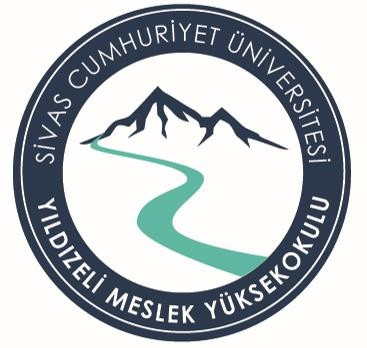 SİVAS CUMHURİYET ÜNİVERSİTESİ
YILDIZELİ MESLEK YÜKSEKOKULU